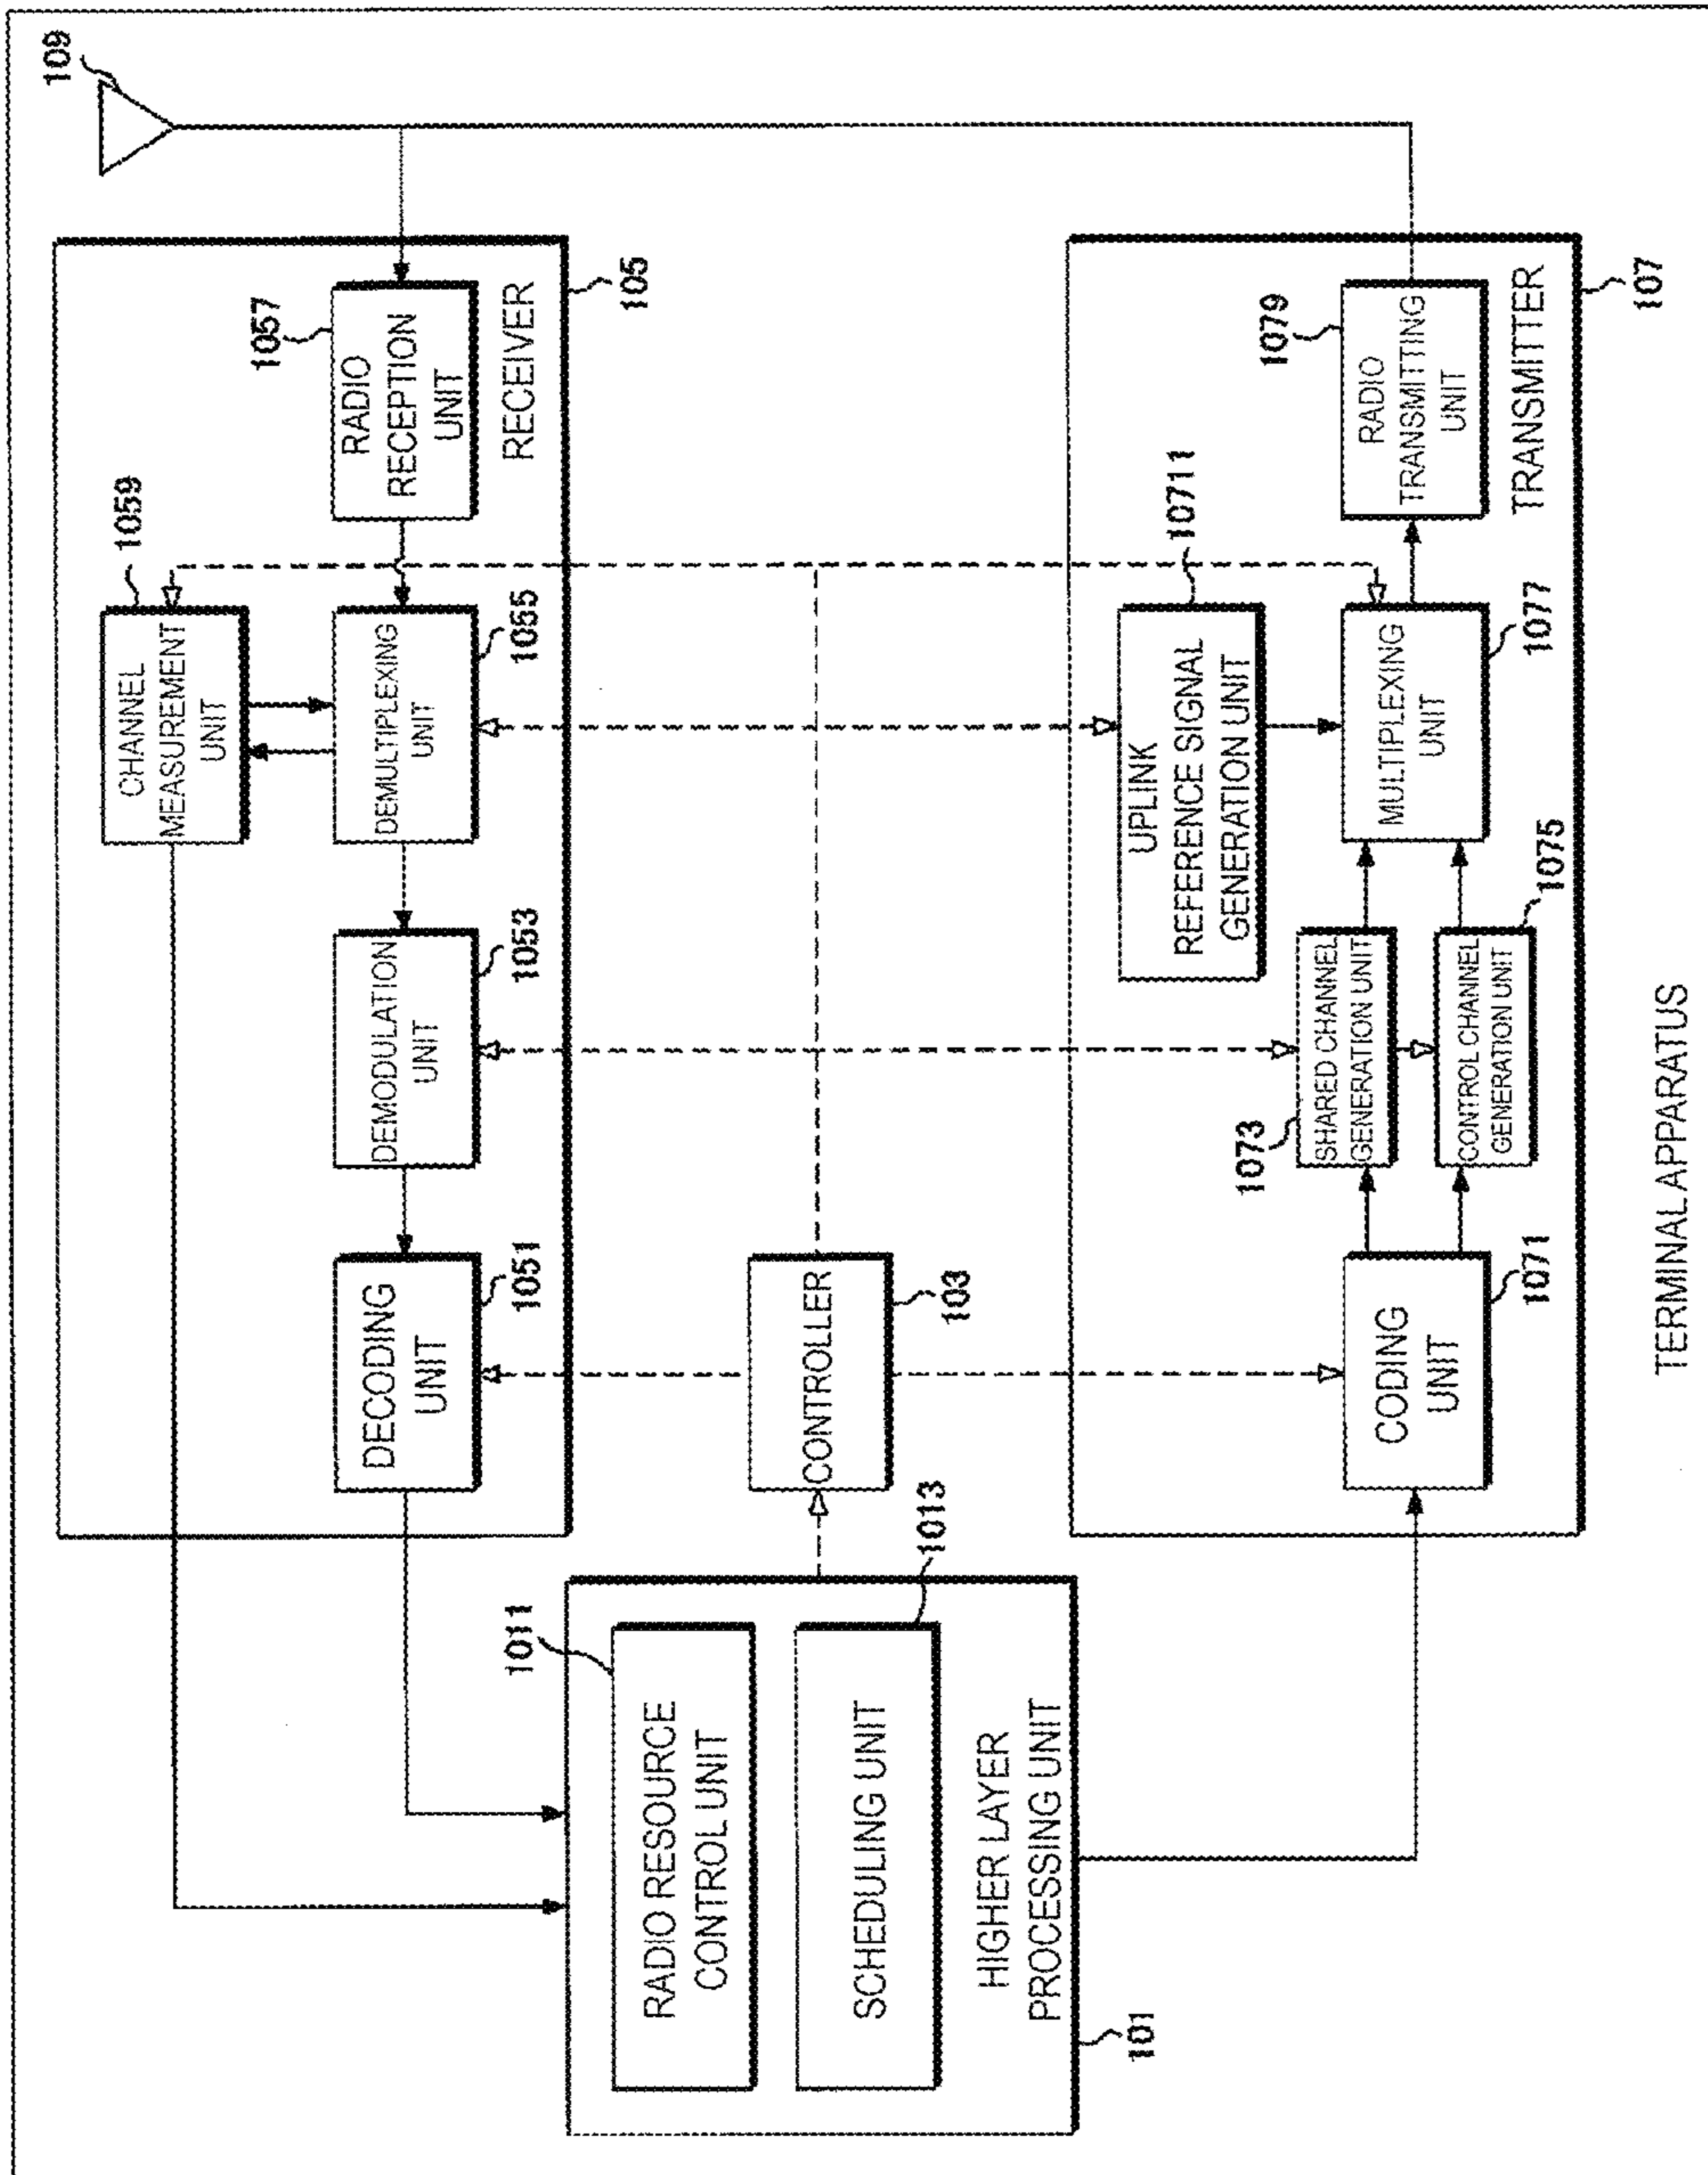 109
1059
CHANNEL
MEASUREMENT
UNIT
1057
RADIO
RECEPTION
UNIT
DEMULTIPLEXING
UNIT
1055
DEMODULATION
UNIT
1053
DECODING
UNIT
1051
RECEIVER
105
1011
RADIO RESOURCE
CONTROL UNIT
1013
SCHEDULING UNIT
HIGHER LAYER
PROCESSING UNIT
101
CONTROLLER
103
10711
UPLINK
REFERENCE SIGNAL
GENERATION UNIT
1079
RADIO
TRANSMITTING
UNIT
1073
SHARED CHANNEL
GENERATION UNIT
CONTROL CHANNEL
GENERATION UNIT
1075
MULTIPLEXING
UNIT
1077
CODING
UNIT
1071
TRANSMITTER
107
TERMINAL APPARATUS